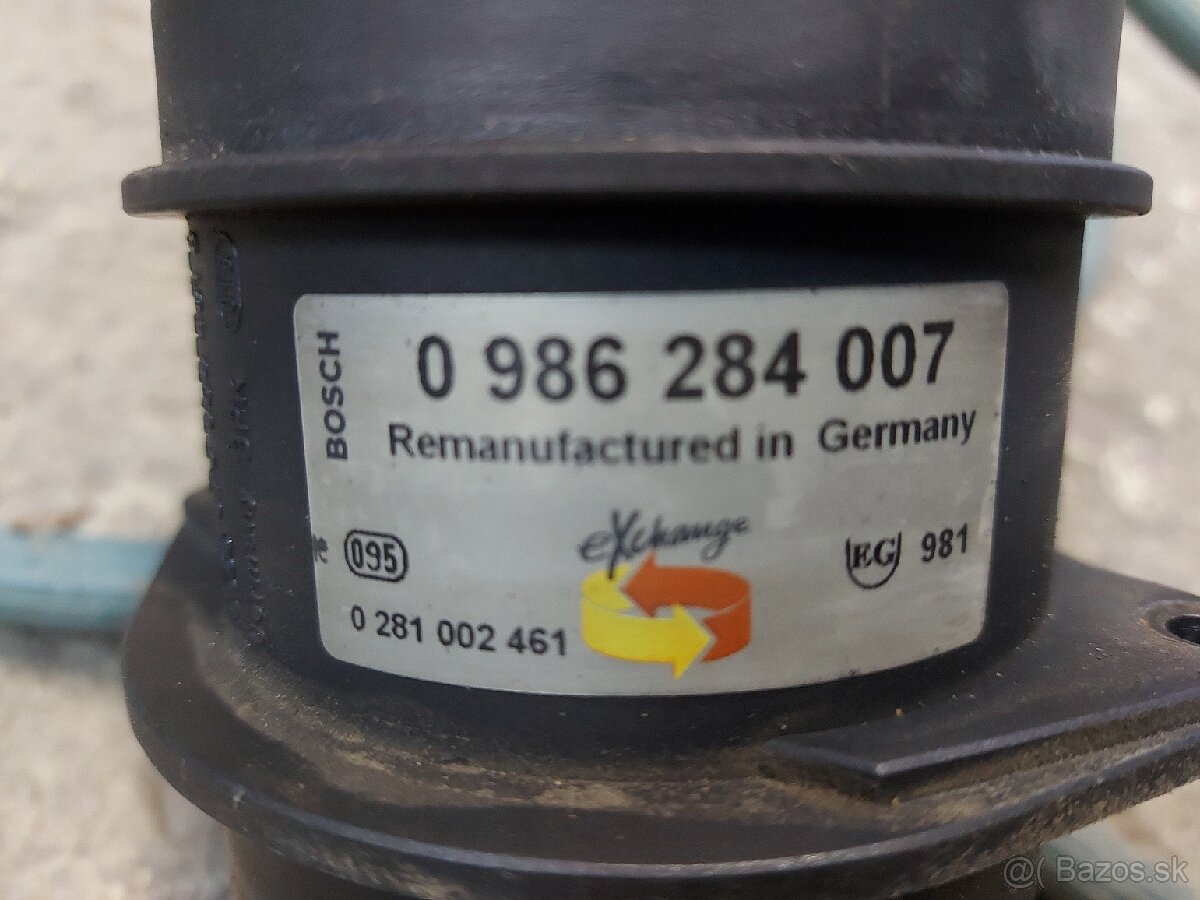 BOSCH
0 986 284 007
Remanufactured in Germany
eXchange
095
EG 981
0 281 002 461
@( Bazos.sk